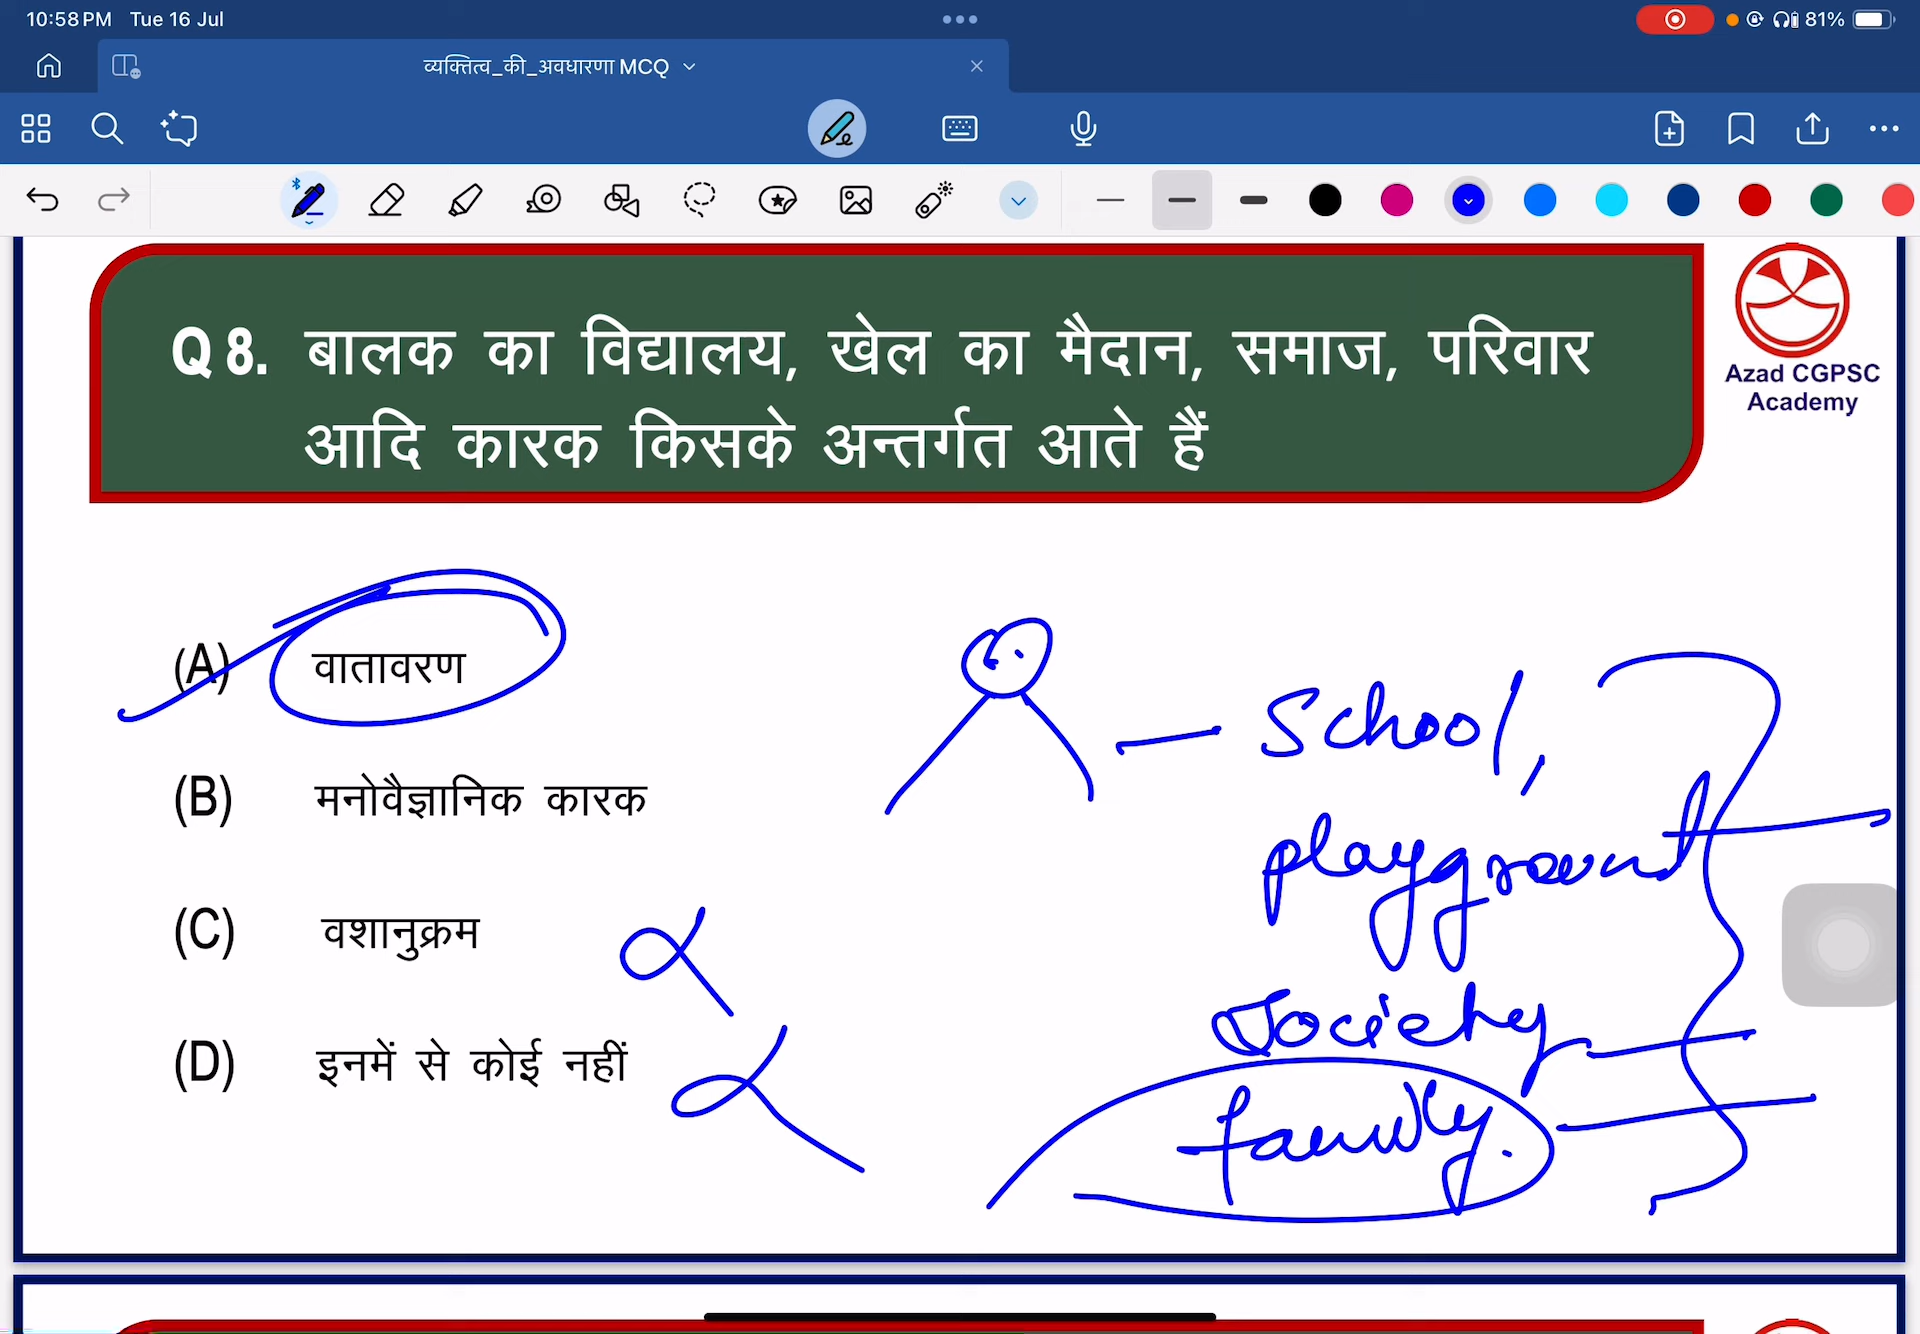 10:58 PM Tue 16 Jul
81%
व्यक्तित्व_की_अवधारणा MCQ
Q 8. बालक का विद्यालय, खेल का मैदान, समाज, परिवार
आदि कारक किसके अन्तर्गत आते हैं
Azad CGPSC
Academy
(A) वातावरण
(B) मनोवैज्ञानिक कारक
(C) वशानुक्रम
(D) इनमें से कोई नहीं
School,
playground
Society
family.